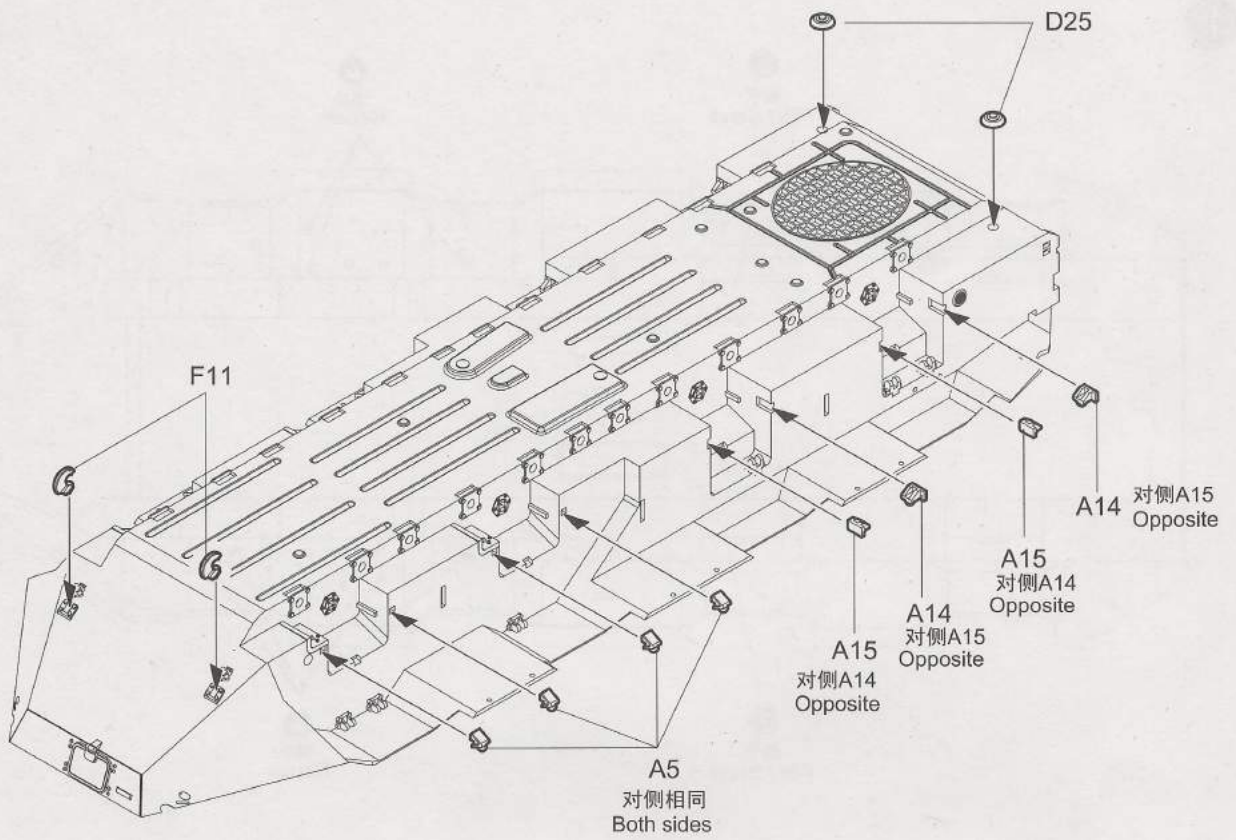 D25
F11
A14
对侧A15
Opposite
A15
对侧A14
Opposite
A14
对侧A15
Opposite
A15
对侧A14
Opposite
A5
对侧相同
Both sides